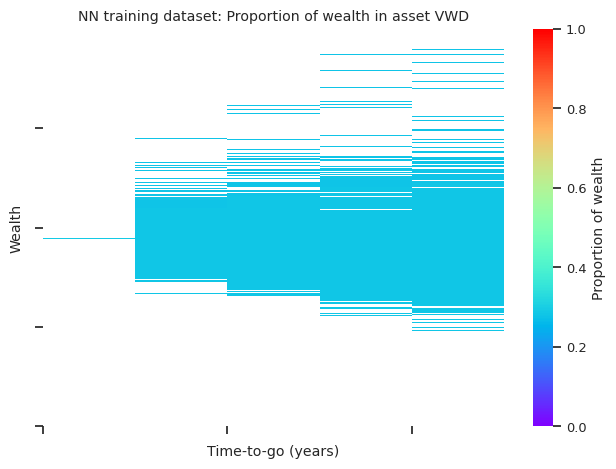 NN training dataset: Proportion of wealth in asset VWD
Wealth
Time-to-go (years)
1.0
0.8
0.6
0.4
0.2
0.0
Proportion of wealth